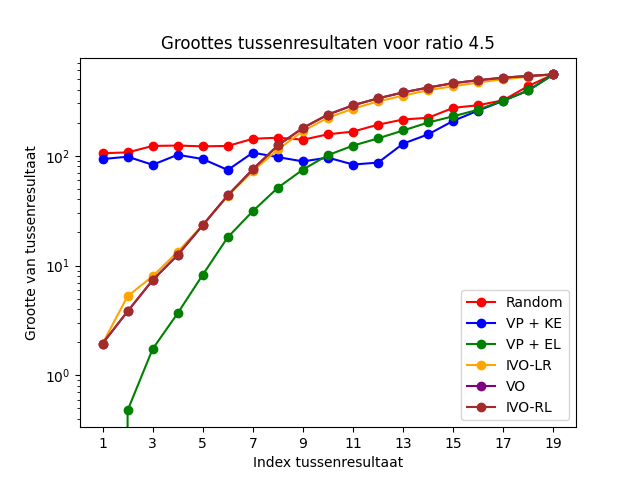 Groottes tussenresultaten voor ratio 4.5
Grootte van tussenresultaat
10²
10¹
10⁰
1 3 5 7 9 11 13 15 17 19
Index tussenresultaat
Random
VP + KE
VP + EL
IVO-LR
VO
IVO-RL